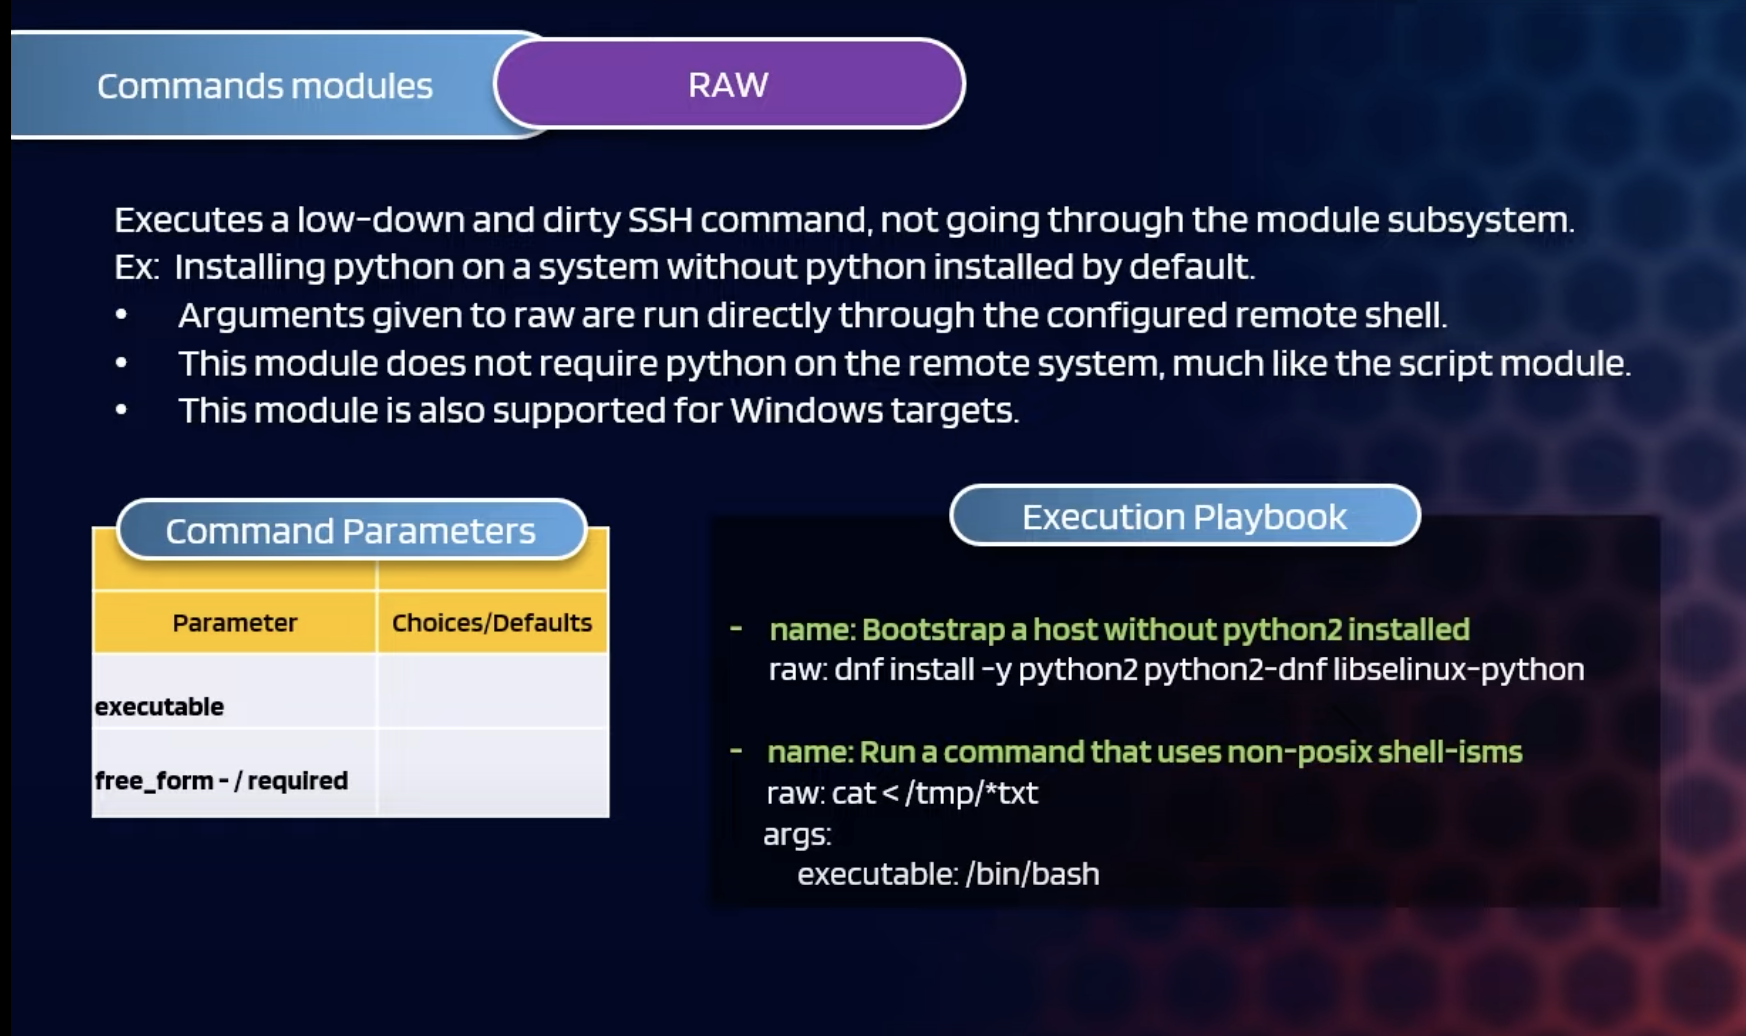 Commands modules
RAW
Executes a low-down and dirty SSH command, not going through the module subsystem.
Ex: Installing python on a system without python installed by default.
• Arguments given to raw are run directly through the configured remote shell.
• This module does not require python on the remote system, much like the script module.
• This module is also supported for Windows targets.
Command Parameters
Parameter Choices/Defaults
executable
free_form - / required
Execution Playbook
- name: Bootstrap a host without python2 installed
raw: dnf install -y python2 python2-dnf libselinux-python
- name: Run a command that uses non-posix shell-isms
raw: cat < /tmp/*txt
args:
executable: /bin/bash